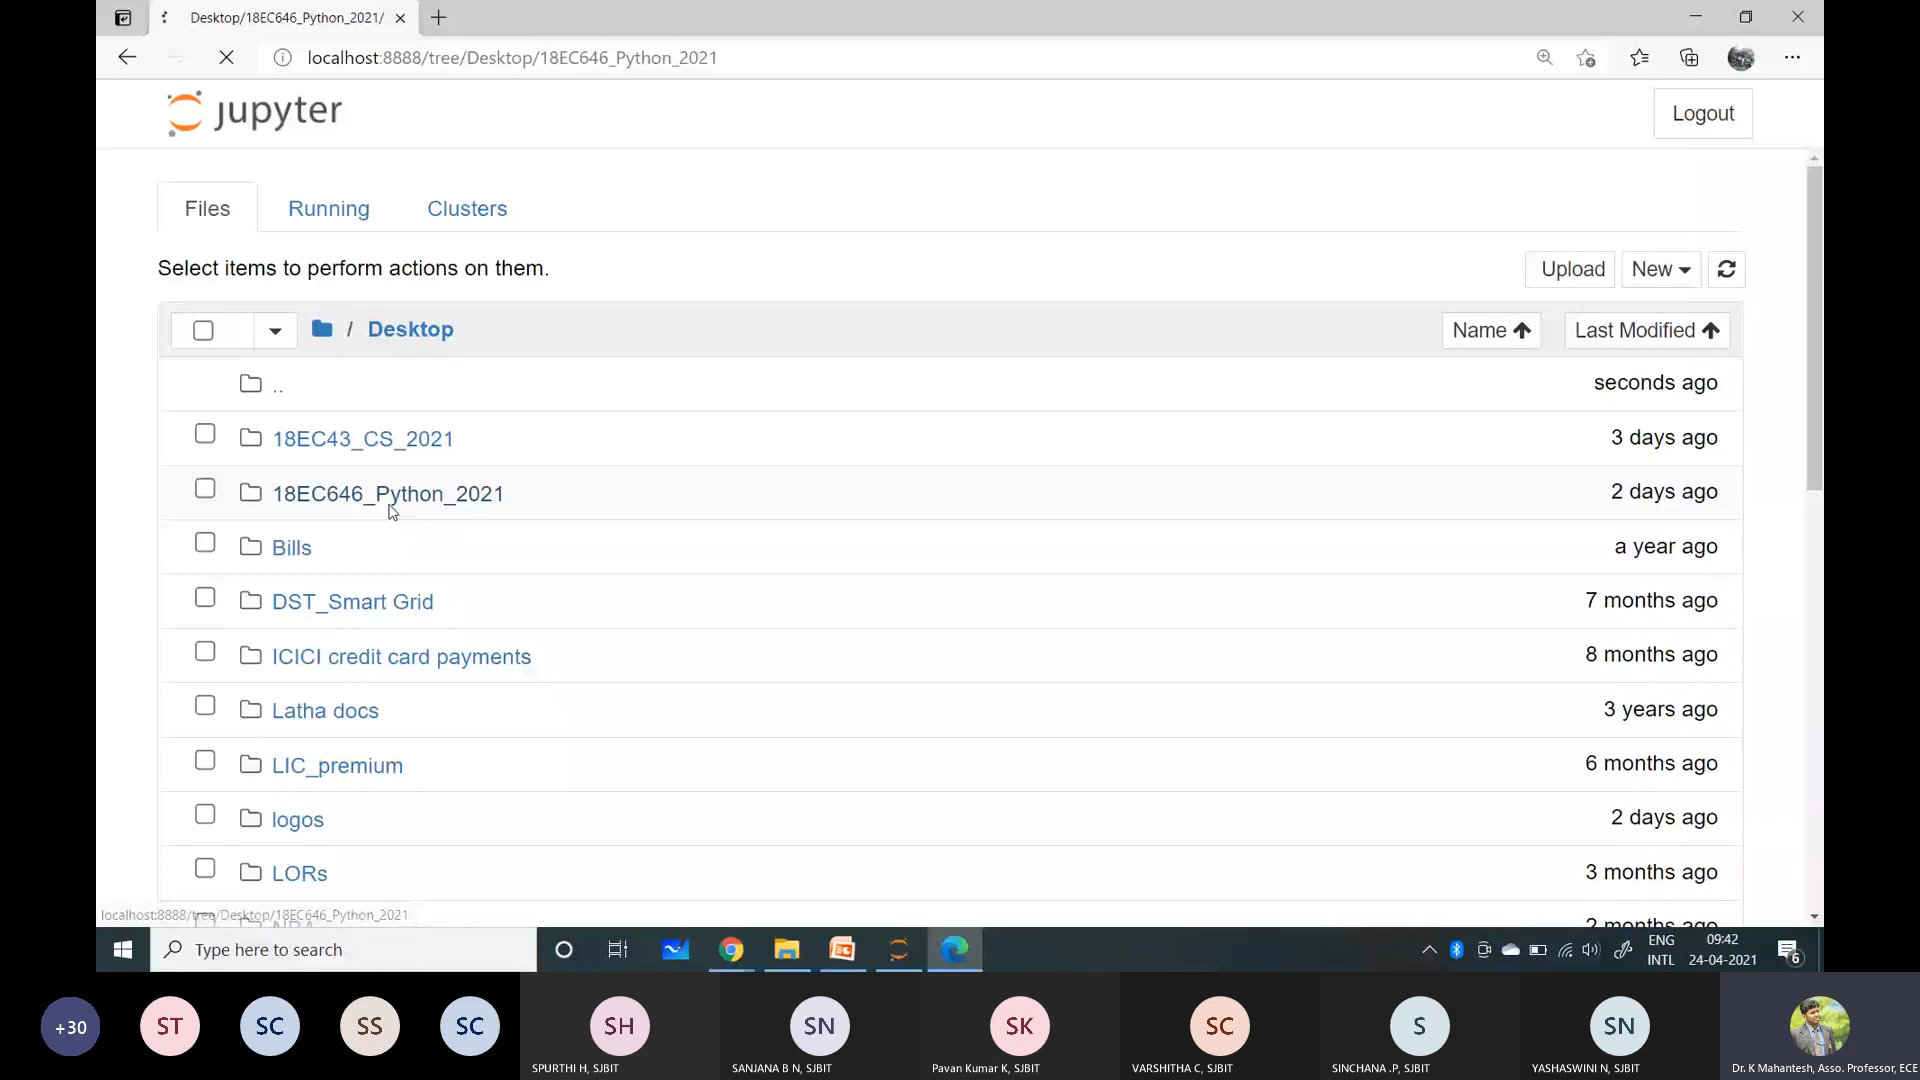 Desktop/18EC646_Python_2021/
localhost:8888/tree/Desktop/18EC646_Python_2021
jupyter
Logout
Files Running Clusters
Select items to perform actions on them.
Upload New
/ Desktop
Name Last Modified
.. seconds ago
18EC43_CS_2021 3 days ago
18EC646_Python_2021 2 days ago
Bills a year ago
DST_Smart Grid 7 months ago
ICICI credit card payments 8 months ago
Latha docs 3 years ago
LIC_premium 6 months ago
logos 2 days ago
LORs 3 months ago
NBA 2 months ago
localhost:8888/tree/Desktop/18EC646_Python_2021
Type here to search
ENG
INTL
09:42
24-04-2021
6
+30 ST SC SS SC SH SN SK SC S SN
SPURTHI H, SJBIT SANJANA B N, SJBIT Pavan Kumar K, SJBIT VARSHITHA C, SJBIT SINCHANA .P, SJBIT YASHASWINI N, SJBIT Dr. K Mahantesh, Asso. Professor, ECE